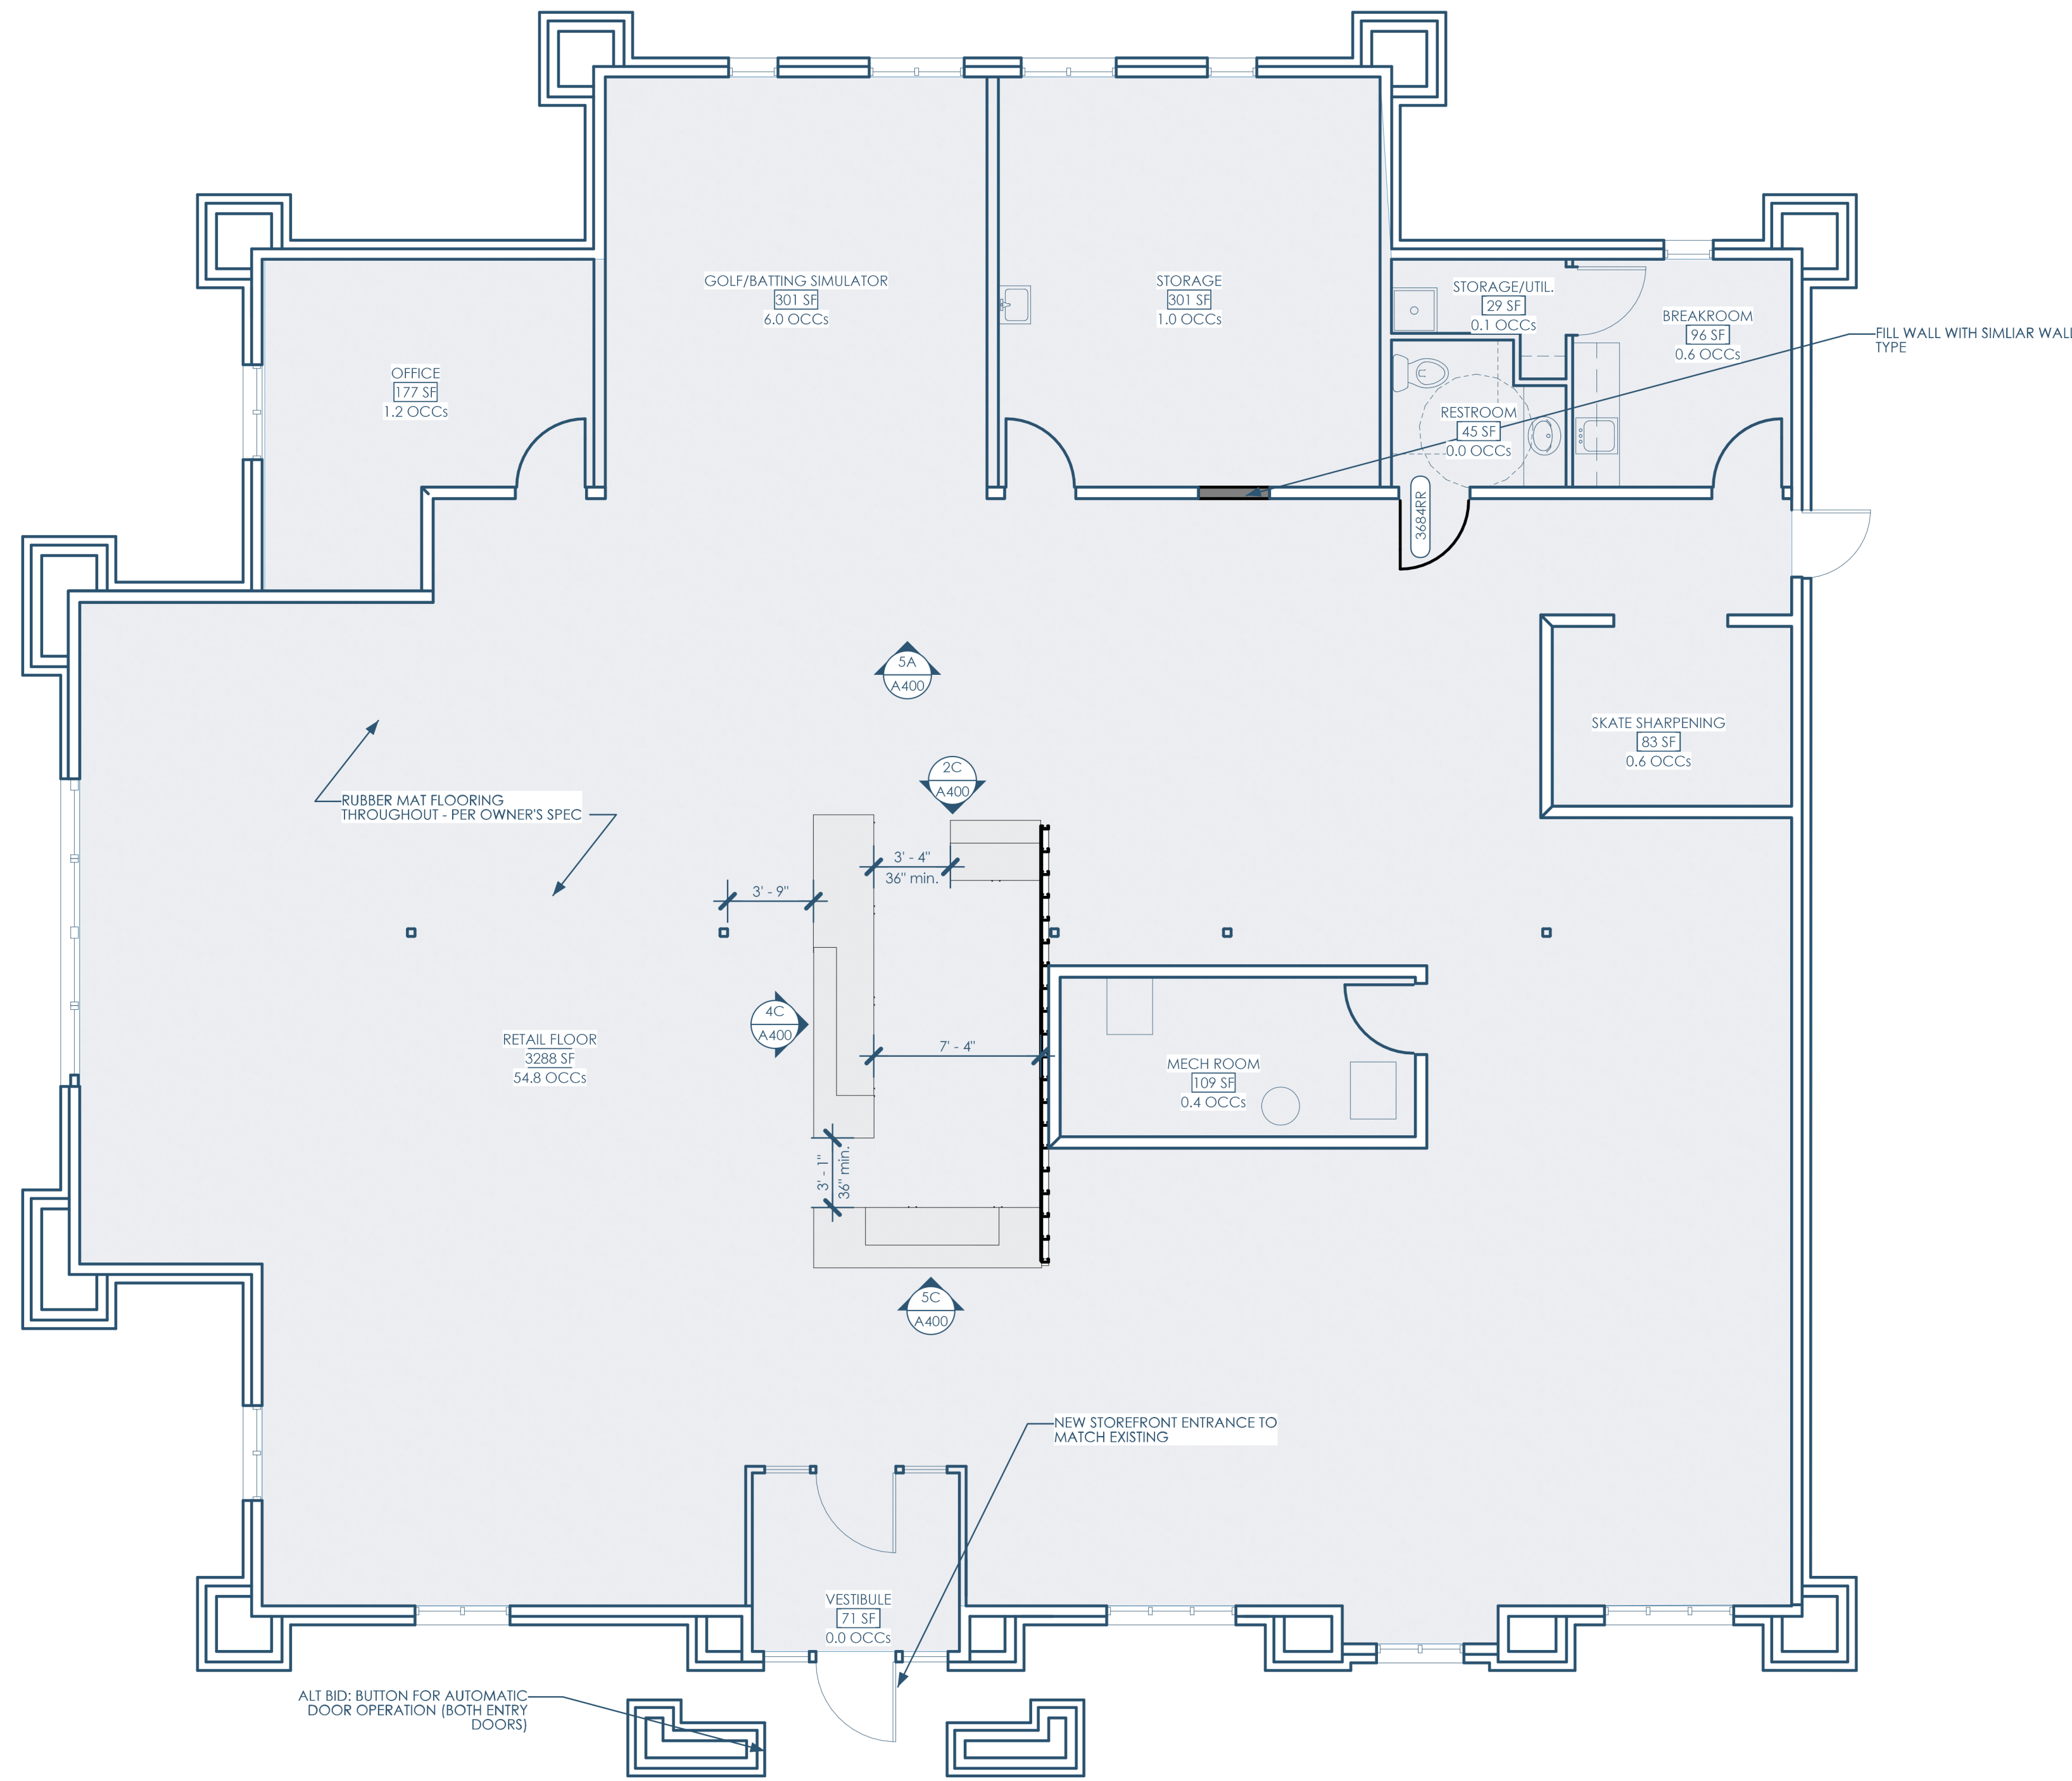 GOLF/BATTING SIMULATOR
301 SF
6.0 OCCs
STORAGE
301 SF
1.0 OCCs
STORAGE/UTIL.
29 SF
0.1 OCCs
BREAKROOM
96 SF
0.6 OCCs
FILL WALL WITH SIMLIAR WALL
TYPE
OFFICE
177 SF
1.2 OCCs
RESTROOM
45 SF
0.0 OCCs
3684RR
5A
A400
SKATE SHARPENING
83 SF
0.6 OCCs
2C
A400
RUBBER MAT FLOORING
THROUGHOUT - PER OWNER'S SPEC
3' - 4"
36" min.
3' - 9"
4C
A400
RETAIL FLOOR
3288 SF
54.8 OCCs
7' - 4"
MECH ROOM
109 SF
0.4 OCCs
3' - 1"
36" min.
5C
A400
NEW STOREFRONT ENTRANCE TO
MATCH EXISTING
VESTIBULE
71 SF
0.0 OCCs
ALT BID: BUTTON FOR AUTOMATIC
DOOR OPERATION (BOTH ENTRY
DOORS)